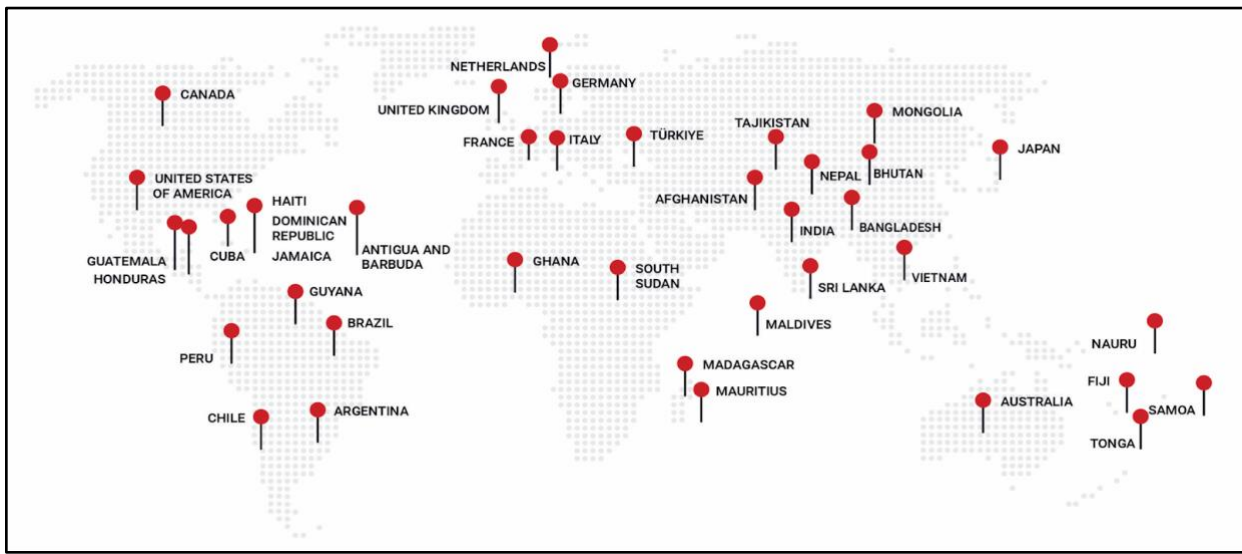 NETHERLANDS
GERMANY
CANADA
UNITED KINGDOM
MONGOLIA
TAJIKISTAN
FRANCE
ITALY
TÜRKIYE
JAPAN
NEPAL
BHUTAN
UNITED STATES
OF AMERICA
AFGHANISTAN
HAITI
DOMINICAN
REPUBLIC
JAMAICA
CUBA
GUATEMALA
HONDURAS
ANTIGUA AND
BARBUDA
INDIA
BANGLADESH
GHANA
SOUTH
SUDAN
VIETNAM
SRI LANKA
GUYANA
BRAZIL
MALDIVES
PERU
NAURU
MADAGASCAR
MAURITIUS
FIJI
SAMOA
AUSTRALIA
CHILE
ARGENTINA
TONGA